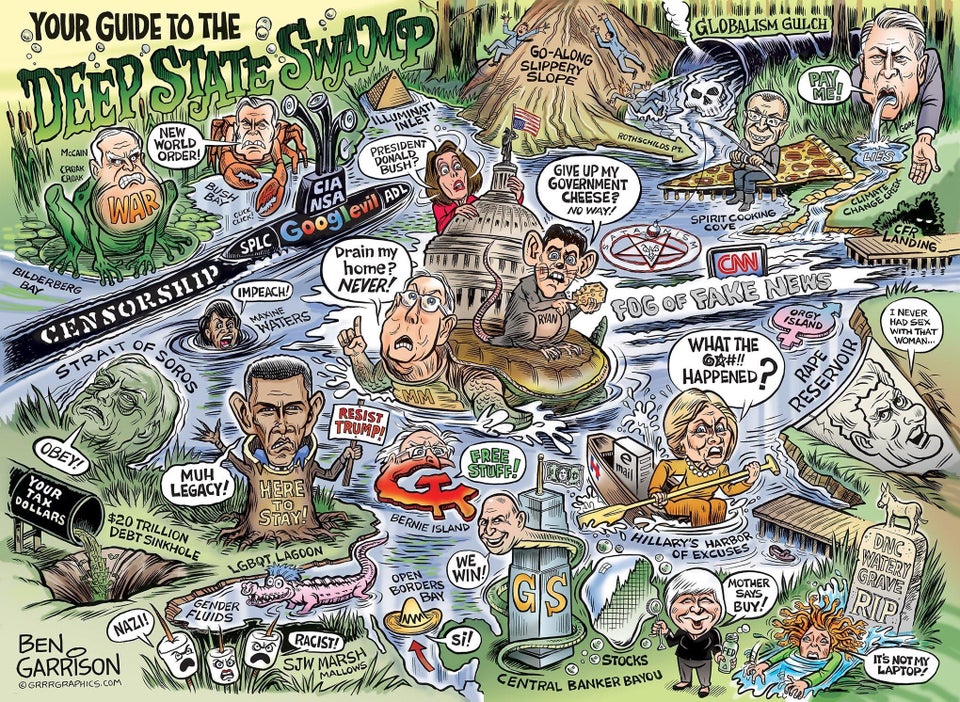 YOUR GUIDE TO THE
DEEP STATE SWAMP
GLOBALISM GULCH
GO-ALONG
SLIPPERY
SLOPE
PAY
ME!
GORE
LIES
ILLUMINATI
INLET
ROTHSCHILDS PT.
McCAIN
CROAK
CROAK
WAR
NEW
WORLD
ORDER!
BUSH
BAY
CLICK
CLICK!
CIA
NSA
PRESIDENT
DONALD
BUSH?
GIVE UP MY
GOVERNMENT
CHEESE?
NO WAY!
SPIRIT COOKING
COVE
CLIMATE
CHANGE CREEK
CFR
LANDING
BILDERBERG
BAY
CENSORSHIP
SPLC
Googlevil
ADL
SATANISM
CNN
FOG OF FAKE NEWS
RYAN
Drain my
home?
NEVER!
MM
IMPEACH!
MAXINE
WATERS
STRAIT OF SOROS
OBEY!
ORGY
ISLAND
RAPE
RESERVOIR
I NEVER
HAD SEX
WITH THAT
WOMAN...
WHAT THE
@*#!!
HAPPENED?
RESIST
TRUMP!
MUH
LEGACY!
HERE
TO
STAY!
FREE
STUFF!
BERNIE ISLAND
mail
HILLARY'S HARBOR
OF EXCUSES
YOUR
TAX
DOLLARS
$20 TRILLION
DEBT SINKHOLE
LGBQT LAGOON
GENDER
FLUIDS
OPEN
BORDERS
BAY
SI!
WE
WIN!
GS
STOCKS
CENTRAL BANKER BAYOU
MOTHER
SAYS,
BUY!
FED
DNC
WATERY
GRAVE
RIP
IT'S NOT MY
LAPTOP!
NAZI!
RACIST!
SJW MARSH
MALLOWS
BEN
GARRISON
© GRRRGRAPHICS.COM